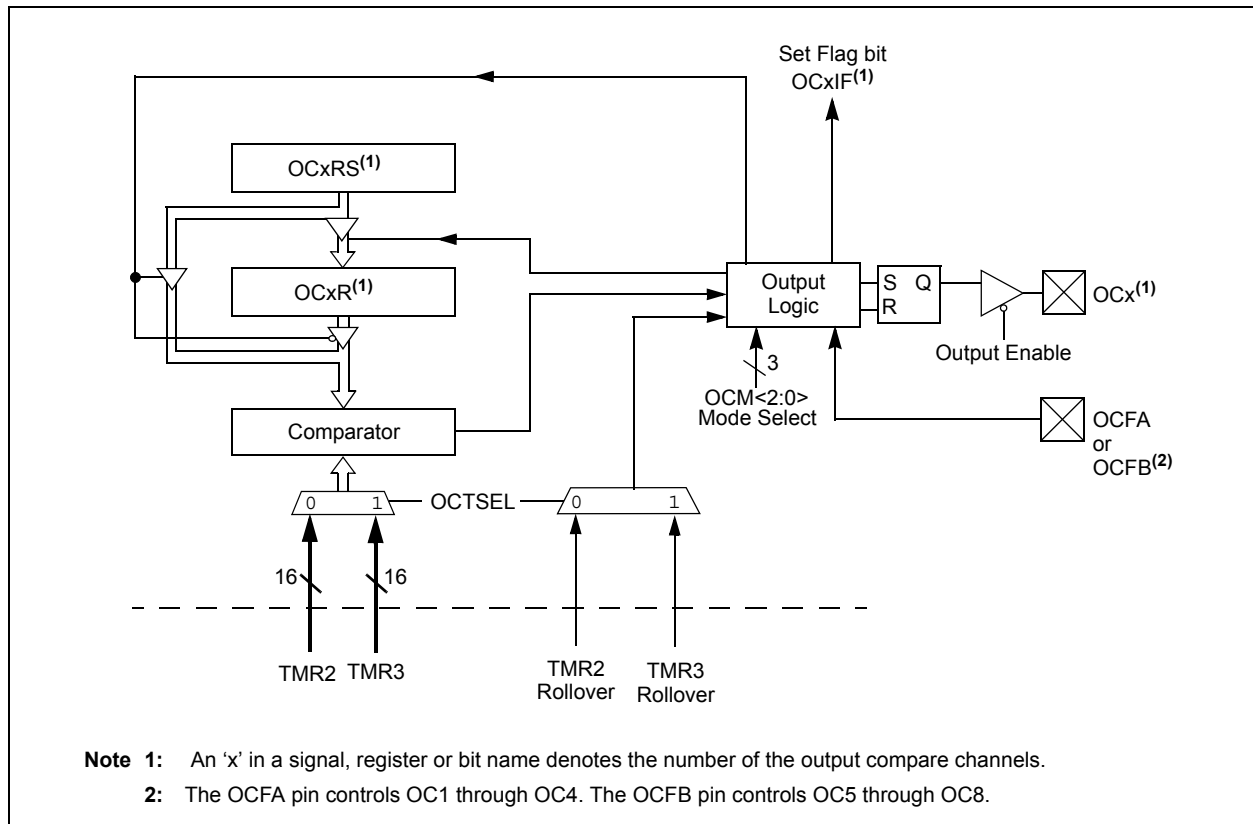 Set Flag bit
OCxIF(1)
OCxRS(1)
OCxR(1)
Output
Logic
S Q
R
OCx(1)
Output Enable
3
OCM<2:0>
Mode Select
Comparator
OCFA
or
OCFB(2)
0 1
OCTSEL
0 1
16
16
TMR2
TMR3
TMR2
Rollover
TMR3
Rollover
Note 1: An ‘x’ in a signal, register or bit name denotes the number of the output compare channels.
2: The OCFA pin controls OC1 through OC4. The OCFB pin controls OC5 through OC8.